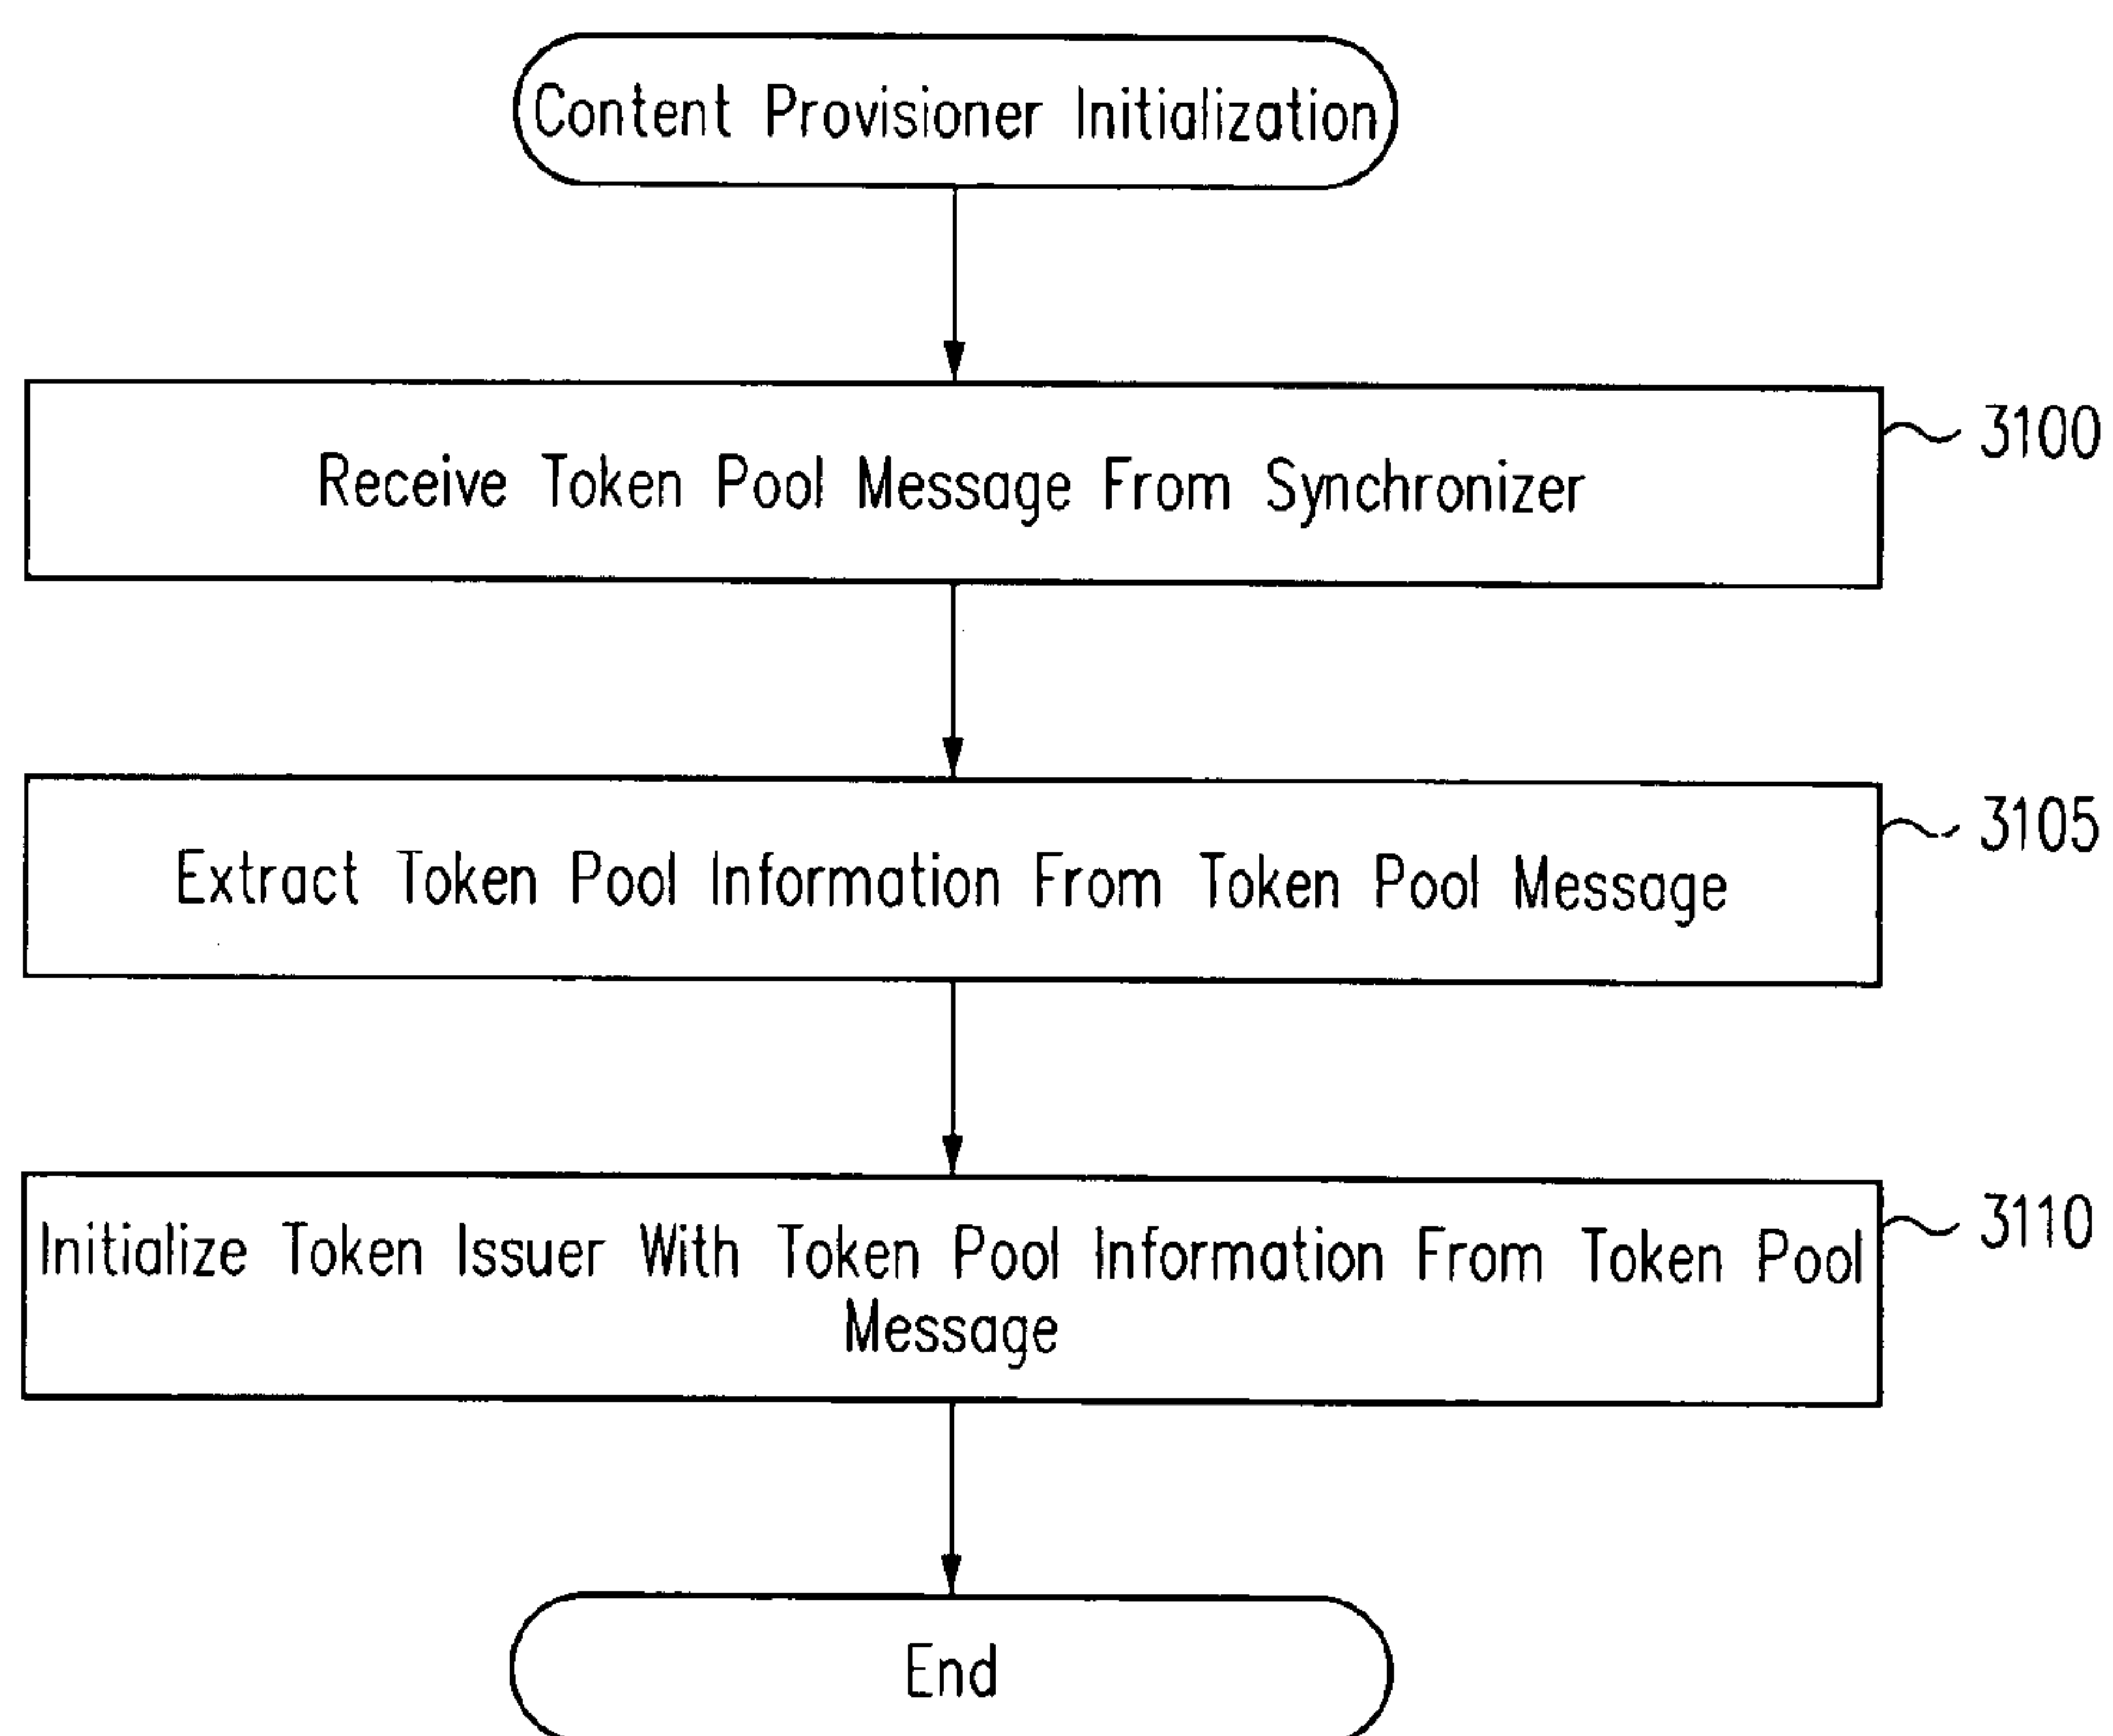 Content Provisioner Initialization
Receive Token Pool Message From Synchronizer
3100
Extract Token Pool Information From Token Pool Message
3105
Initialize Token Issuer With Token Pool Information From Token Pool
Message
3110
End